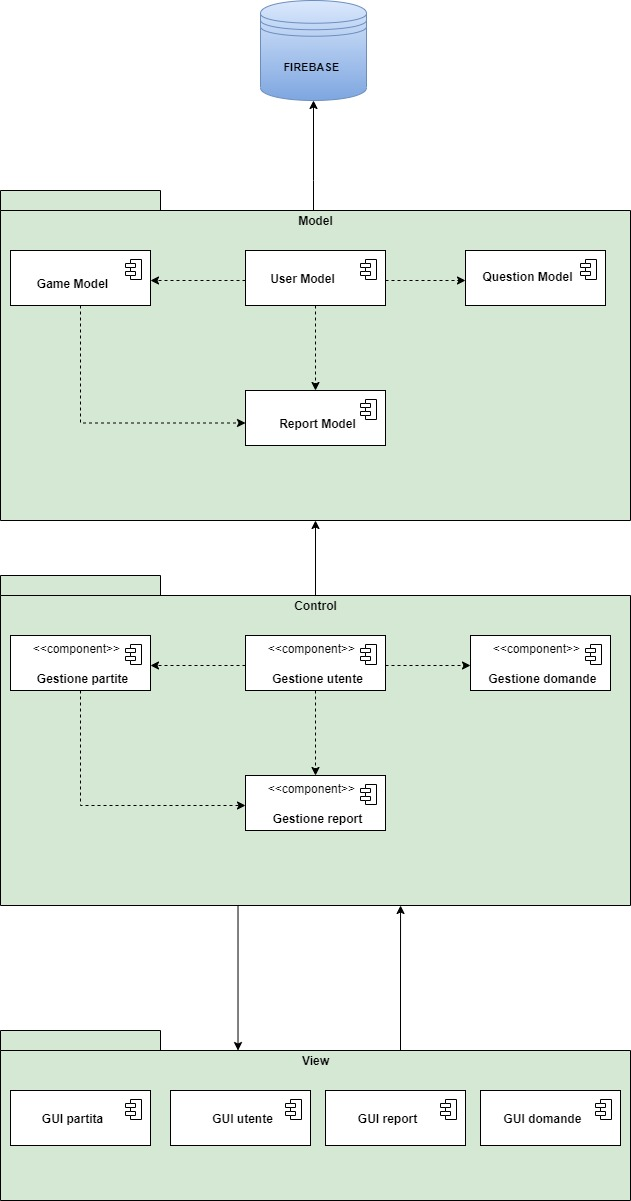 FIREBASE
Model
Game Model
User Model
Question Model
Report Model
Control
<<component>>
Gestione partite
<<component>>
Gestione utente
<<component>>
Gestione domande
<<component>>
Gestione report
View
GUI partita
GUI utente
GUI report
GUI domande